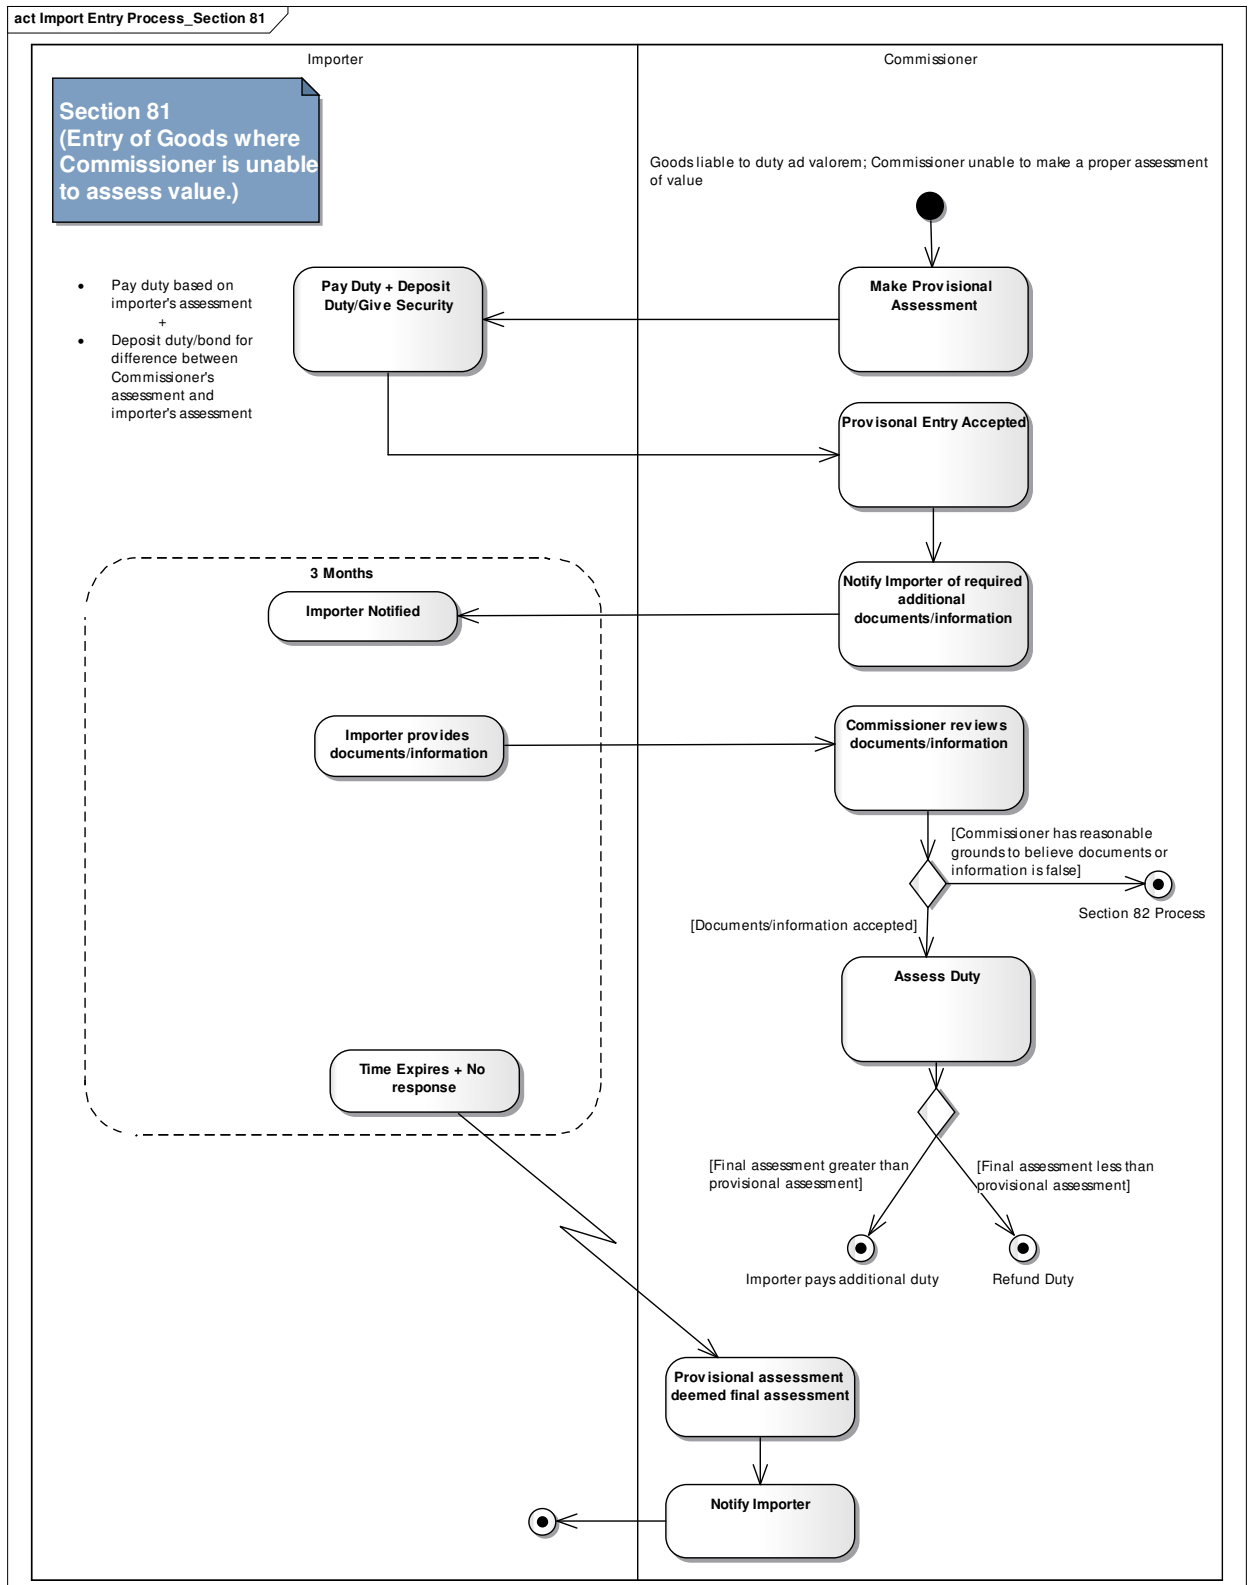 act Import Entry Process_Section 81
Importer
Commissioner
Section 81
(Entry of Goods where
Commissioner is unable
to assess value.)
Goods liable to duty ad valorem; Commissioner unable to make a proper assessment
of value
Make Provisional
Assessment
Pay Duty + Deposit
Duty/Give Security
• Pay duty based on
importer's assessment
+
• Deposit duty/bond for
difference between
Commissioner's
assessment and
importer's assessment
Provisonal Entry Accepted
3 Months
Importer Notified
Notify Importer of required
additional
documents/information
Importer provides
documents/information
Commissioner reviews
documents/information
[Commissioner has reasonable
grounds to believe documents or
information is false]
Section 82 Process
[Documents/information accepted]
Assess Duty
Time Expires + No
response
[Final assessment greater than
provisional assessment]
[Final assessment less than
provisional assessment]
Importer pays additional duty
Refund Duty
Provisional assessment
deemed final assessment
Notify Importer